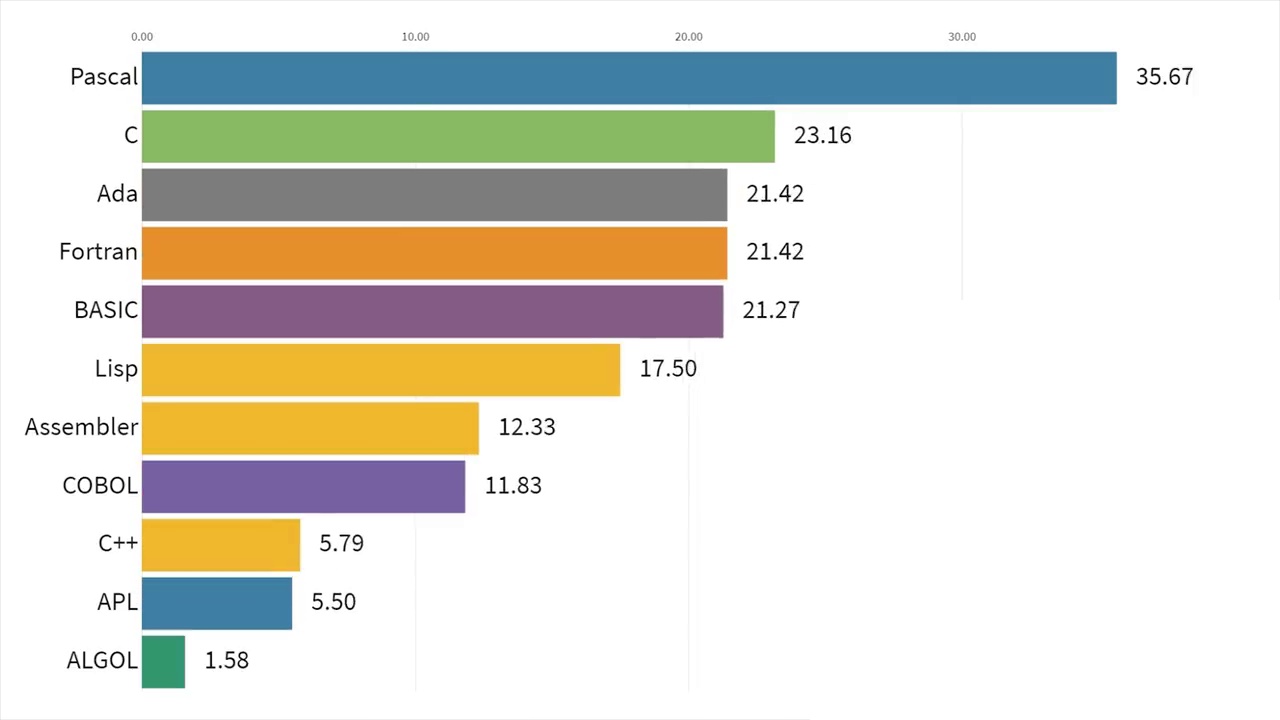 0.00 10.00 20.00 30.00
Pascal 35.67
C 23.16
Ada 21.42
Fortran 21.42
BASIC 21.27
Lisp 17.50
Assembler 12.33
COBOL 11.83
C++ 5.79
APL 5.50
ALGOL 1.58